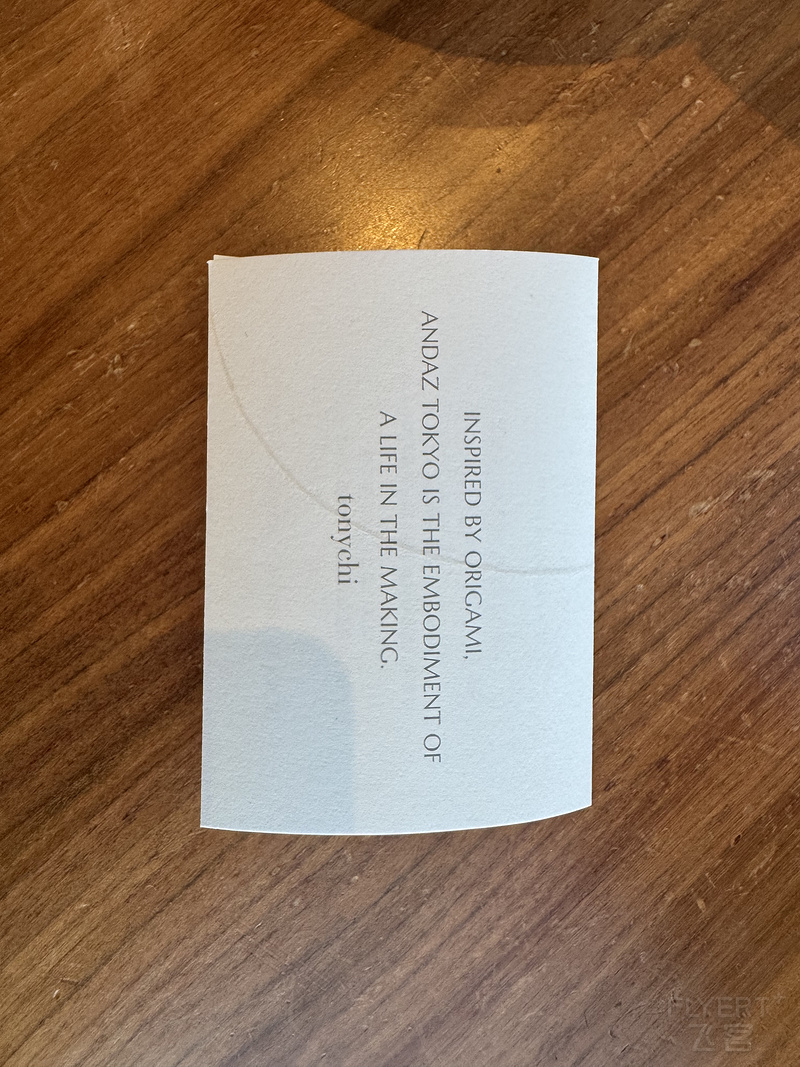 INSPIRED BY ORIGAMI,
ANDAZ TOKYO IS THE EMBODIMENT OF
A LIFE IN THE MAKING.
tonychi
FLYERT
飞客